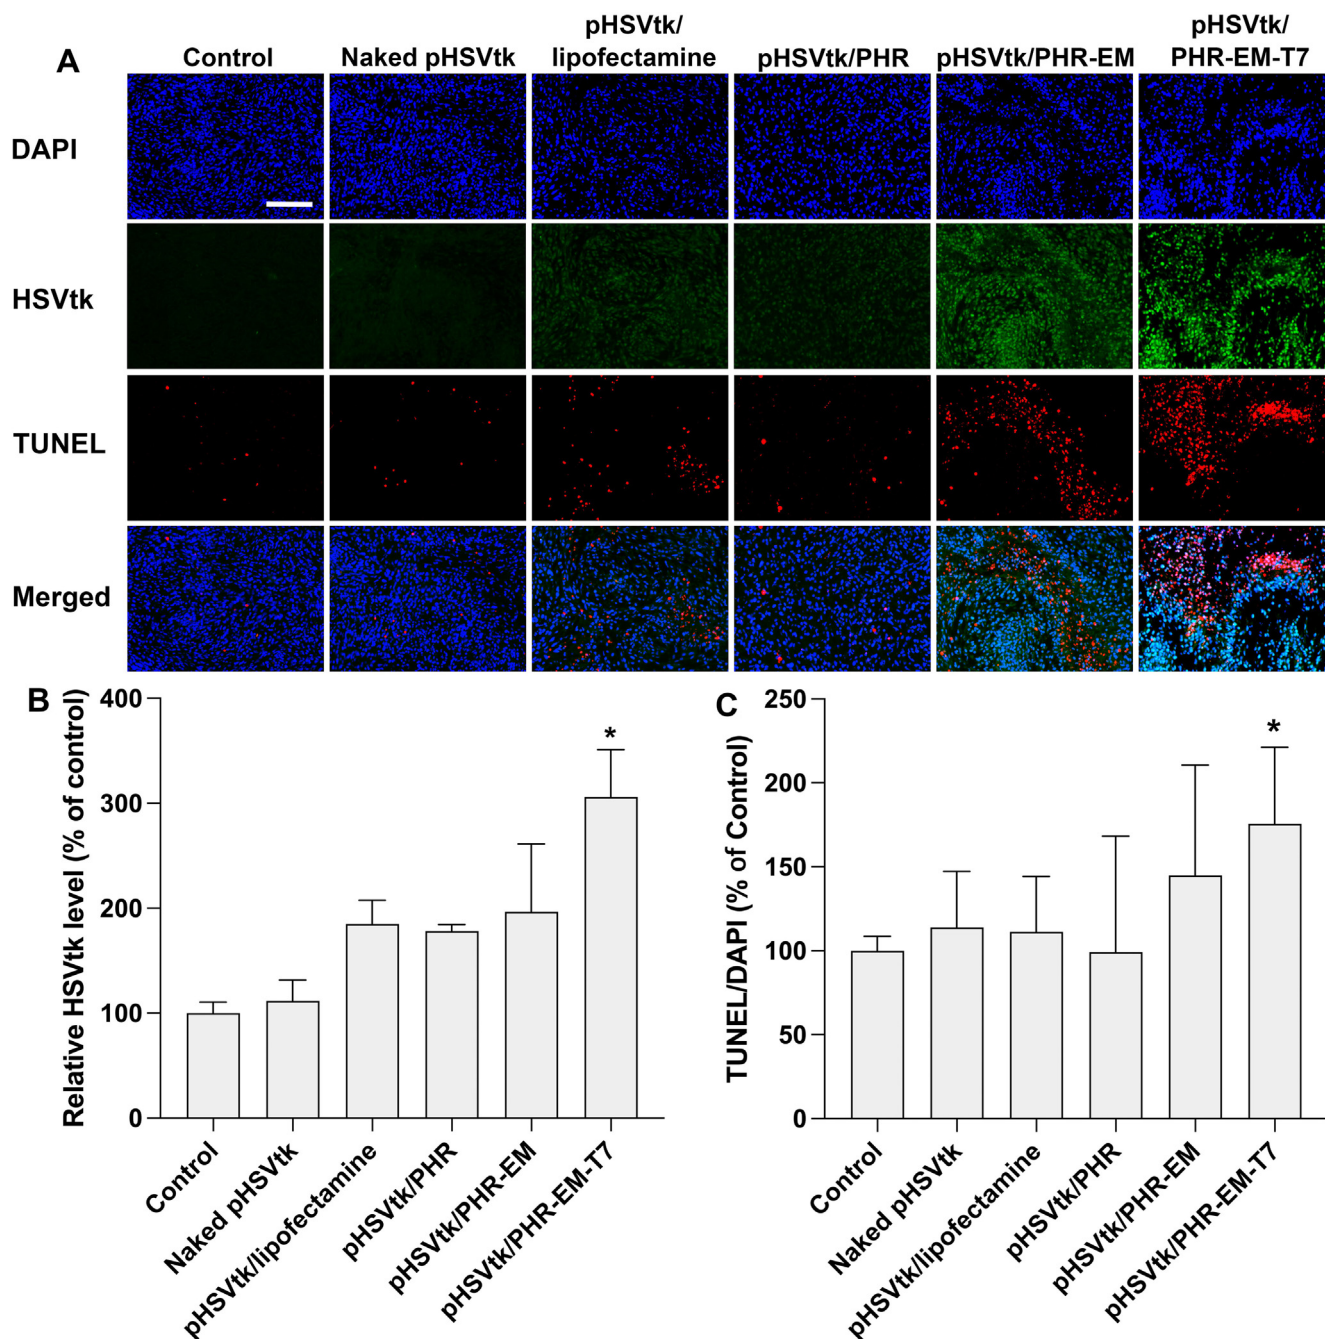 A
Control
Naked pHSVtk
pHSVtk/
lipofectamine
pHSVtk/PHR
pHSVtk/PHR-EM
pHSVtk/
PHR-EM-T7
DAPI
HSVtk
TUNEL
Merged
B
Relative HSVtk level (% of control)
400
300
200
100
0
*
Control
Naked pHSVtk
pHSVtk/lipofectamine
pHSVtk/PHR
pHSVtk/PHR-EM
pHSVtk/PHR-EM-T7
C
TUNEL/DAPI (% of Control)
250
200
150
100
50
0
*
Control
Naked pHSVtk
pHSVtk/lipofectamine
pHSVtk/PHR
pHSVtk/PHR-EM
pHSVtk/PHR-EM-T7